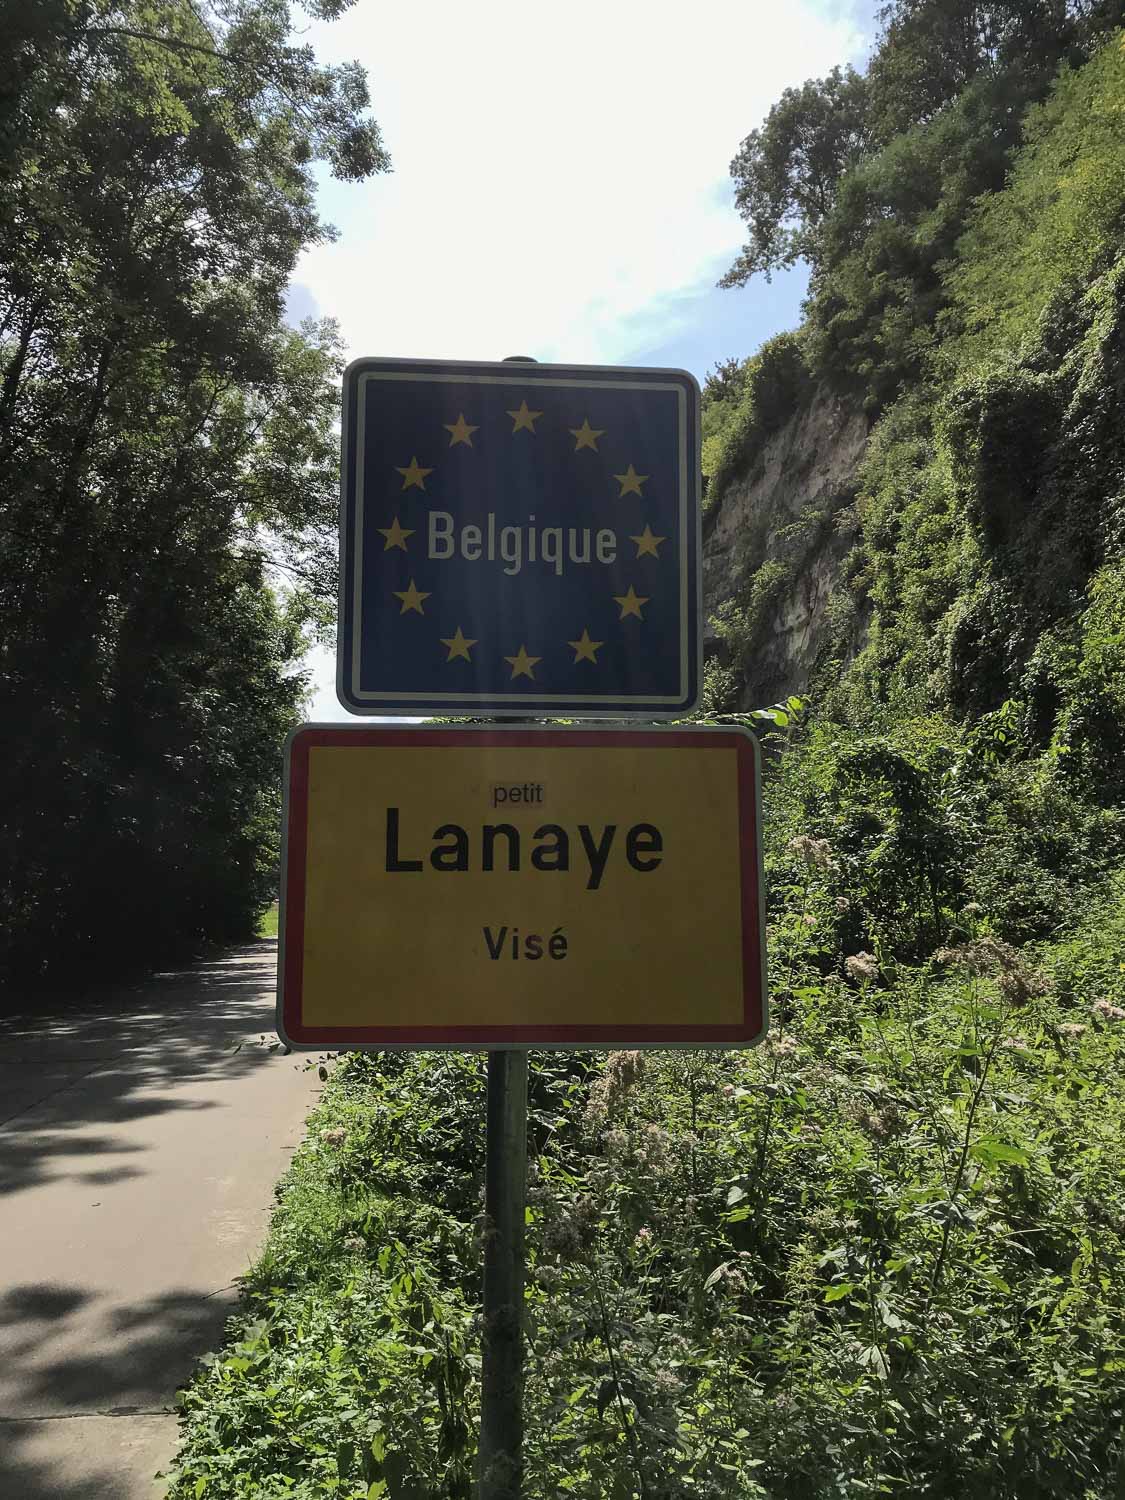 Belgique
petit
Lanaye
Visé